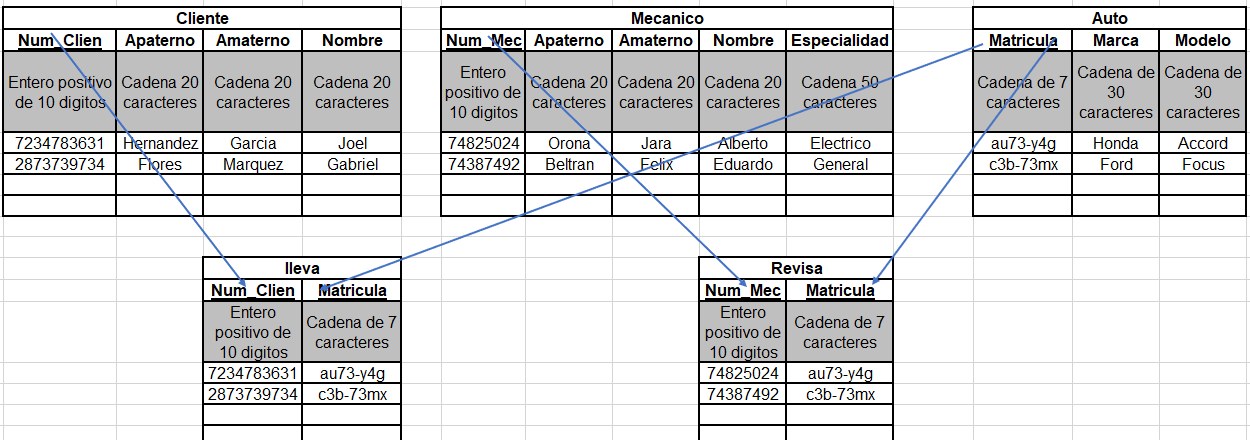 Cliente
Num_Clien Apaterno Amaterno Nombre
Entero positivo de 10 digitos Cadena 20 caracteres Cadena 20 caracteres Cadena 20 caracteres
7234783631 Hernandez Garcia Joel
2873739734 Flores Marquez Gabriel
Mecanico
Num_Mec Apaterno Amaterno Nombre Especialidad
Entero positivo de 10 digitos Cadena 20 caracteres Cadena 20 caracteres Cadena 20 caracteres Cadena 50 caracteres
74825024 Orona Jara Alberto Electrico
74387492 Beltran Felix Eduardo General
Auto
Matricula Marca Modelo
Cadena de 7 caracteres Cadena de 30 caracteres Cadena de 30 caracteres
au73-y4g Honda Accord
c3b-73mx Ford Focus
lleva
Num_Clien Matricula
Entero positivo de 10 digitos Cadena de 7 caracteres
7234783631 au73-y4g
2873739734 c3b-73mx
Revisa
Num_Mec Matricula
Entero positivo de 10 digitos Cadena de 7 caracteres
74825024 au73-y4g
74387492 c3b-73mx